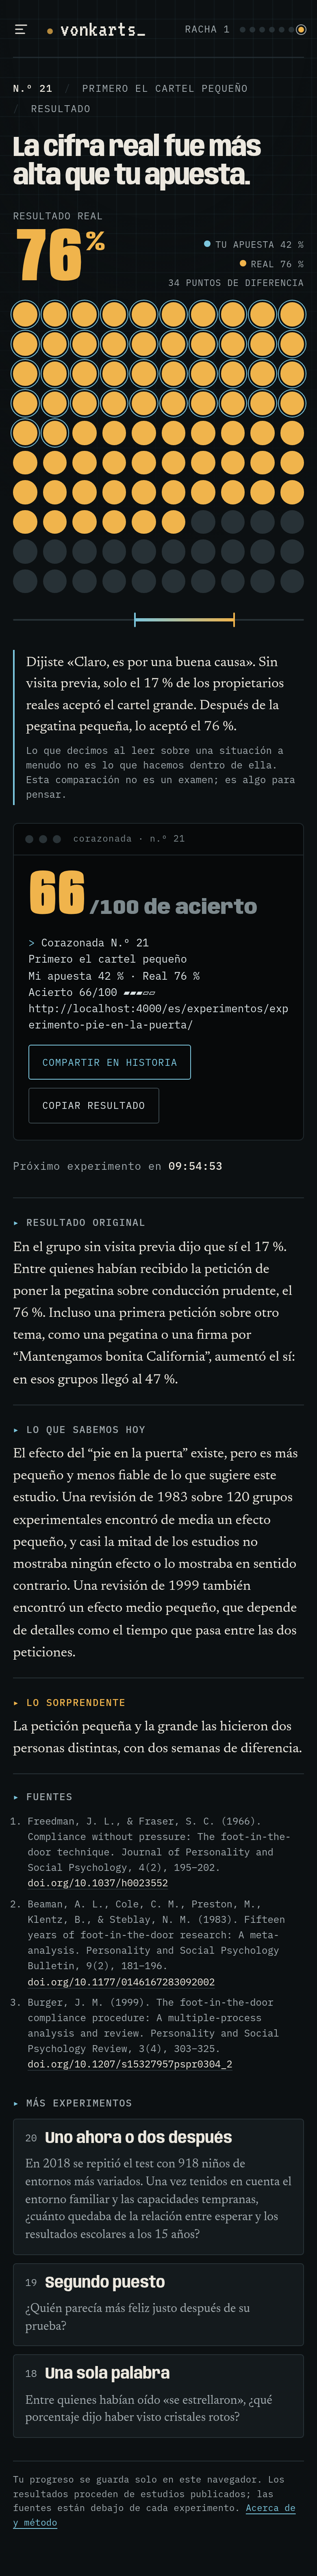 vonkarts_ RACHA 1
N.º 21 / PRIMERO EL CARTEL PEQUEÑO
/ RESULTADO
La cifra real fue más
alta que tu apuesta.
RESULTADO REAL
76%
TU APUESTA 42 %
REAL 76 %
34 PUNTOS DE DIFERENCIA
Dijiste «Claro, es por una buena causa». Sin
visita previa, solo el 17 % de los propietarios
reales aceptó el cartel grande. Después de la
pegatina pequeña, lo aceptó el 76 %.
Lo que decimos al leer sobre una situación a
menudo no es lo que hacemos dentro de ella.
Esta comparación no es un examen; es algo para
pensar.
corazonada · n.º 21
66 /100 de acierto
> Corazonada N.º 21
Primero el cartel pequeño
Mi apuesta 42 % · Real 76 %
Acierto 66/100 ▰▰▰▱▱
http://localhost:4000/es/experimentos/exp
erimento-pie-en-la-puerta/
COMPARTIR EN HISTORIA
COPIAR RESULTADO
Próximo experimento en 09:54:53
▸ RESULTADO ORIGINAL
En el grupo sin visita previa dijo que sí el 17 %.
Entre quienes habían recibido la petición de
poner la pegatina sobre conducción prudente, el
76 %. Incluso una primera petición sobre otro
tema, como una pegatina o una firma por
“Mantengamos bonita California”, aumentó el sí:
en esos grupos llegó al 47 %.
▸ LO QUE SABEMOS HOY
El efecto del “pie en la puerta” existe, pero es más
pequeño y menos fiable de lo que sugiere este
estudio. Una revisión de 1983 sobre 120 grupos
experimentales encontró de media un efecto
pequeño, y casi la mitad de los estudios no
mostraba ningún efecto o lo mostraba en sentido
contrario. Una revisión de 1999 también
encontró un efecto medio pequeño, que depende
de detalles como el tiempo que pasa entre las dos
peticiones.
▸ LO SORPRENDENTE
La petición pequeña y la grande las hicieron dos
personas distintas, con dos semanas de diferencia.
▸ FUENTES
1. Freedman, J. L., & Fraser, S. C. (1966).
Compliance without pressure: The foot-in-the-
door technique. Journal of Personality and
Social Psychology, 4(2), 195–202.
doi.org/10.1037/h0023552
2. Beaman, A. L., Cole, C. M., Preston, M.,
Klentz, B., & Steblay, N. M. (1983). Fifteen
years of foot-in-the-door research: A meta-
analysis. Personality and Social Psychology
Bulletin, 9(2), 181–196.
doi.org/10.1177/0146167283092002
3. Burger, J. M. (1999). The foot-in-the-door
compliance procedure: A multiple-process
analysis and review. Personality and Social
Psychology Review, 3(4), 303–325.
doi.org/10.1207/s15327957pspr0304_2
▸ MÁS EXPERIMENTOS
20 Uno ahora o dos después
En 2018 se repitió el test con 918 niños de
entornos más variados. Una vez tenidos en cuenta el
entorno familiar y las capacidades tempranas,
¿cuánto quedaba de la relación entre esperar y los
resultados escolares a los 15 años?
19 Segundo puesto
¿Quién parecía más feliz justo después de su
prueba?
18 Una sola palabra
Entre quienes habían oído «se estrellaron», ¿qué
porcentaje dijo haber visto cristales rotos?
Tu progreso se guarda solo en este navegador. Los
resultados proceden de estudios publicados; las
fuentes están debajo de cada experimento. Acerca de
y método